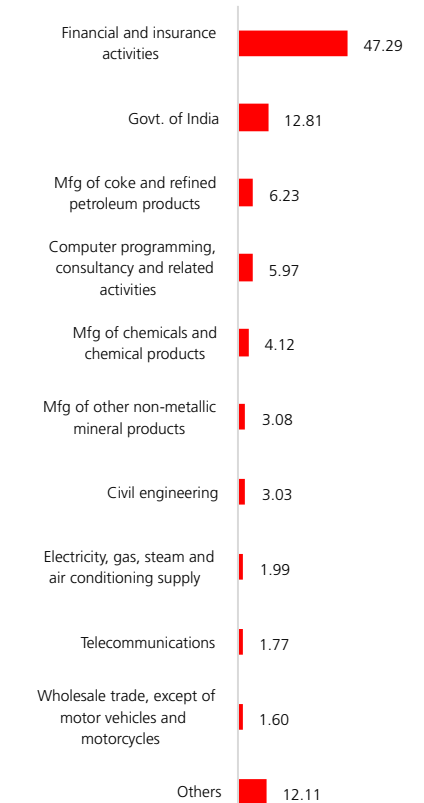 Financial and insurance
activities
47.29
Govt. of India
12.81
Mfg of coke and refined
petroleum products
6.23
Computer programming,
consultancy and related
activities
5.97
Mfg of chemicals and
chemical products
4.12
Mfg of other non-metallic
mineral products
3.08
Civil engineering
3.03
Electricity, gas, steam and
air conditioning supply
1.99
Telecommunications
1.77
Wholesale trade, except of
motor vehicles and
motorcycles
1.60
Others
12.11